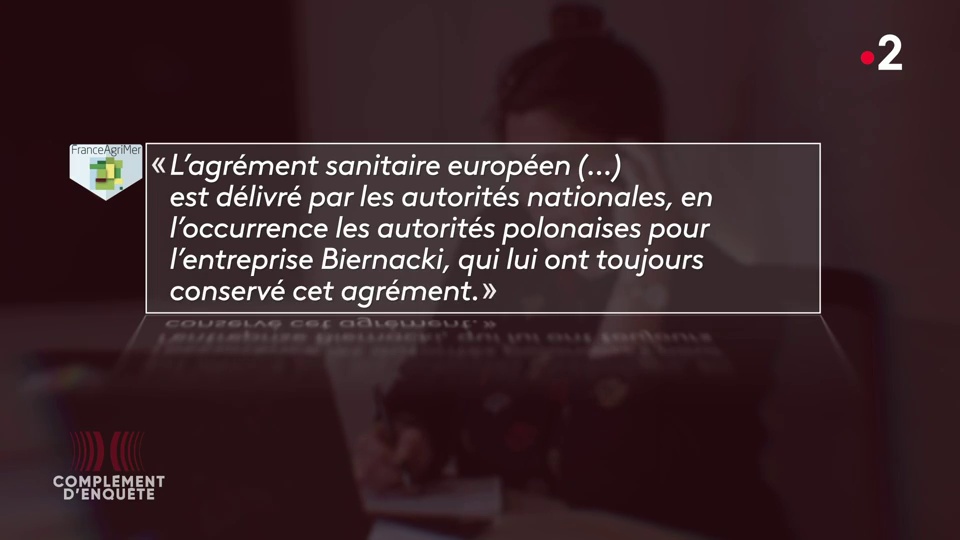 2
FranceAgriMer
« L'agrément sanitaire européen (...)
est délivré par les autorités nationales, en
l'occurrence les autorités polonaises pour
l'entreprise Biernacki, qui lui ont toujours
conservé cet agrément. »
COMPLÉMENT
D'ENQUÊTE